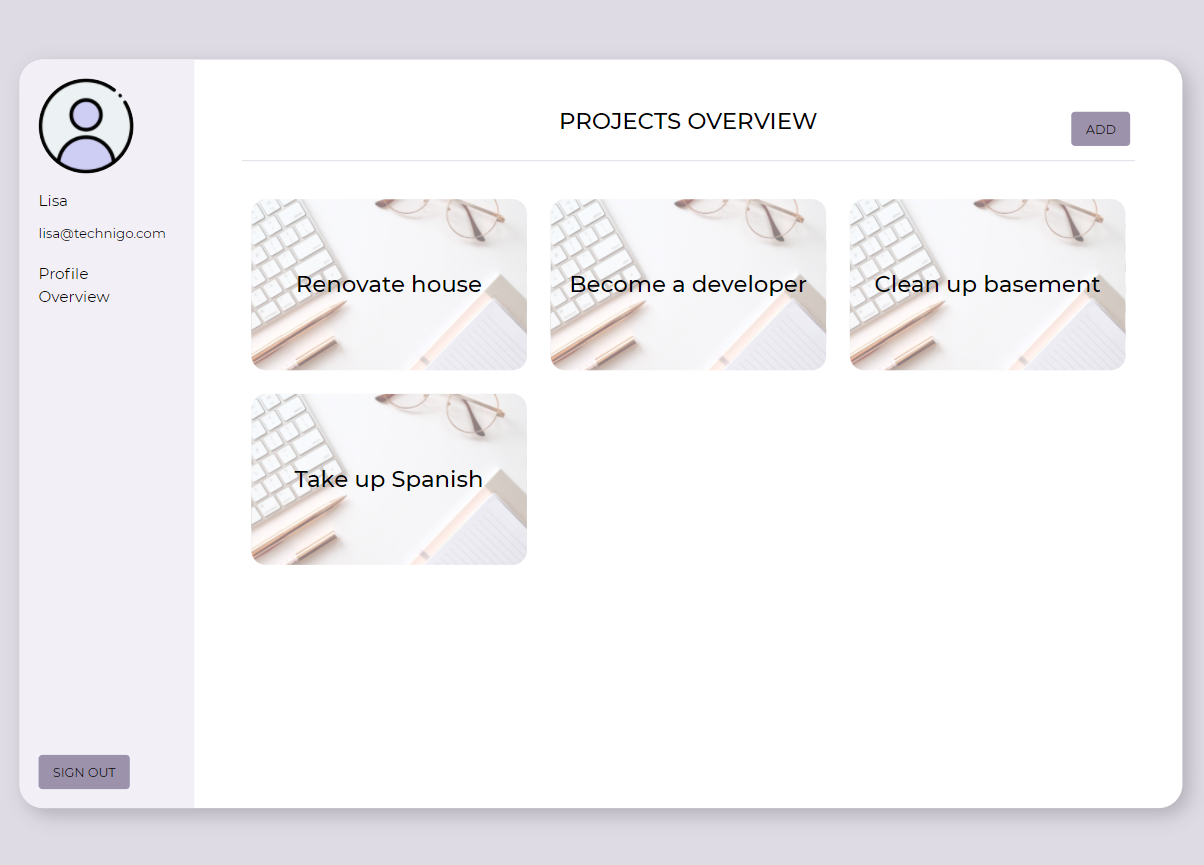 Lisa
lisa@technigo.com
Profile
Overview
SIGN OUT
PROJECTS OVERVIEW
ADD
Renovate house
Become a developer
Clean up basement
Take up Spanish